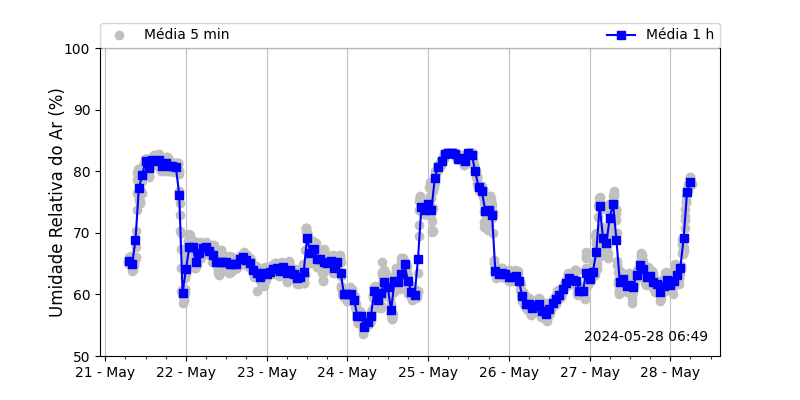 Média 5 min
Média 1 h
Umidade Relativa do Ar (%)
100
90
80
70
60
50
2024-05-28 06:49
21 - May
22 - May
23 - May
24 - May
25 - May
26 - May
27 - May
28 - May